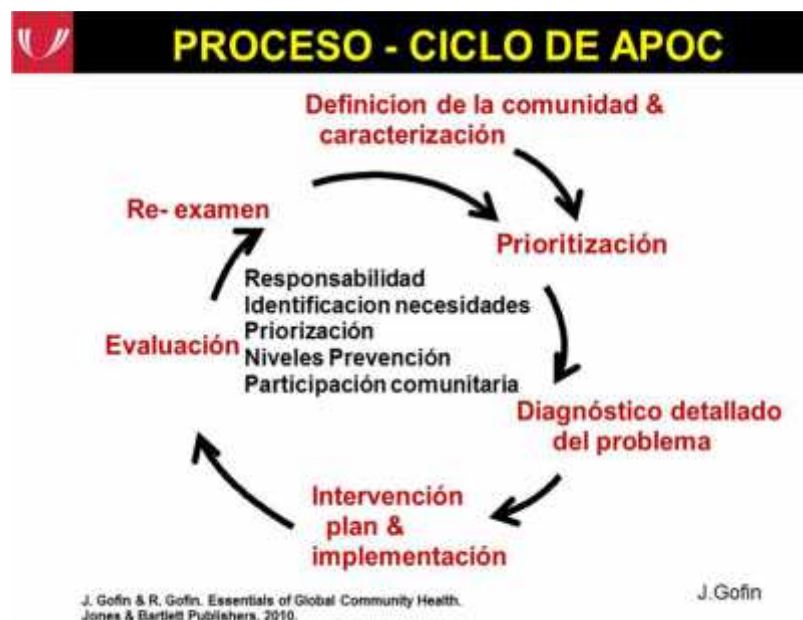 PROCESO - CICLO DE APOC
Definicion de la comunidad &
caracterización
Prioritización
Diagnóstico detallado
del problema
Intervención
plan &
implementación
Evaluación
Re- examen
Responsabilidad
Identificacion necesidades
Priorización
Niveles Prevención
Participación comunitaria
J. Gofin & R. Gofin. Essentials of Global Community Health.
Jones & Bartlett Publishers, 2010.
J.Gofin